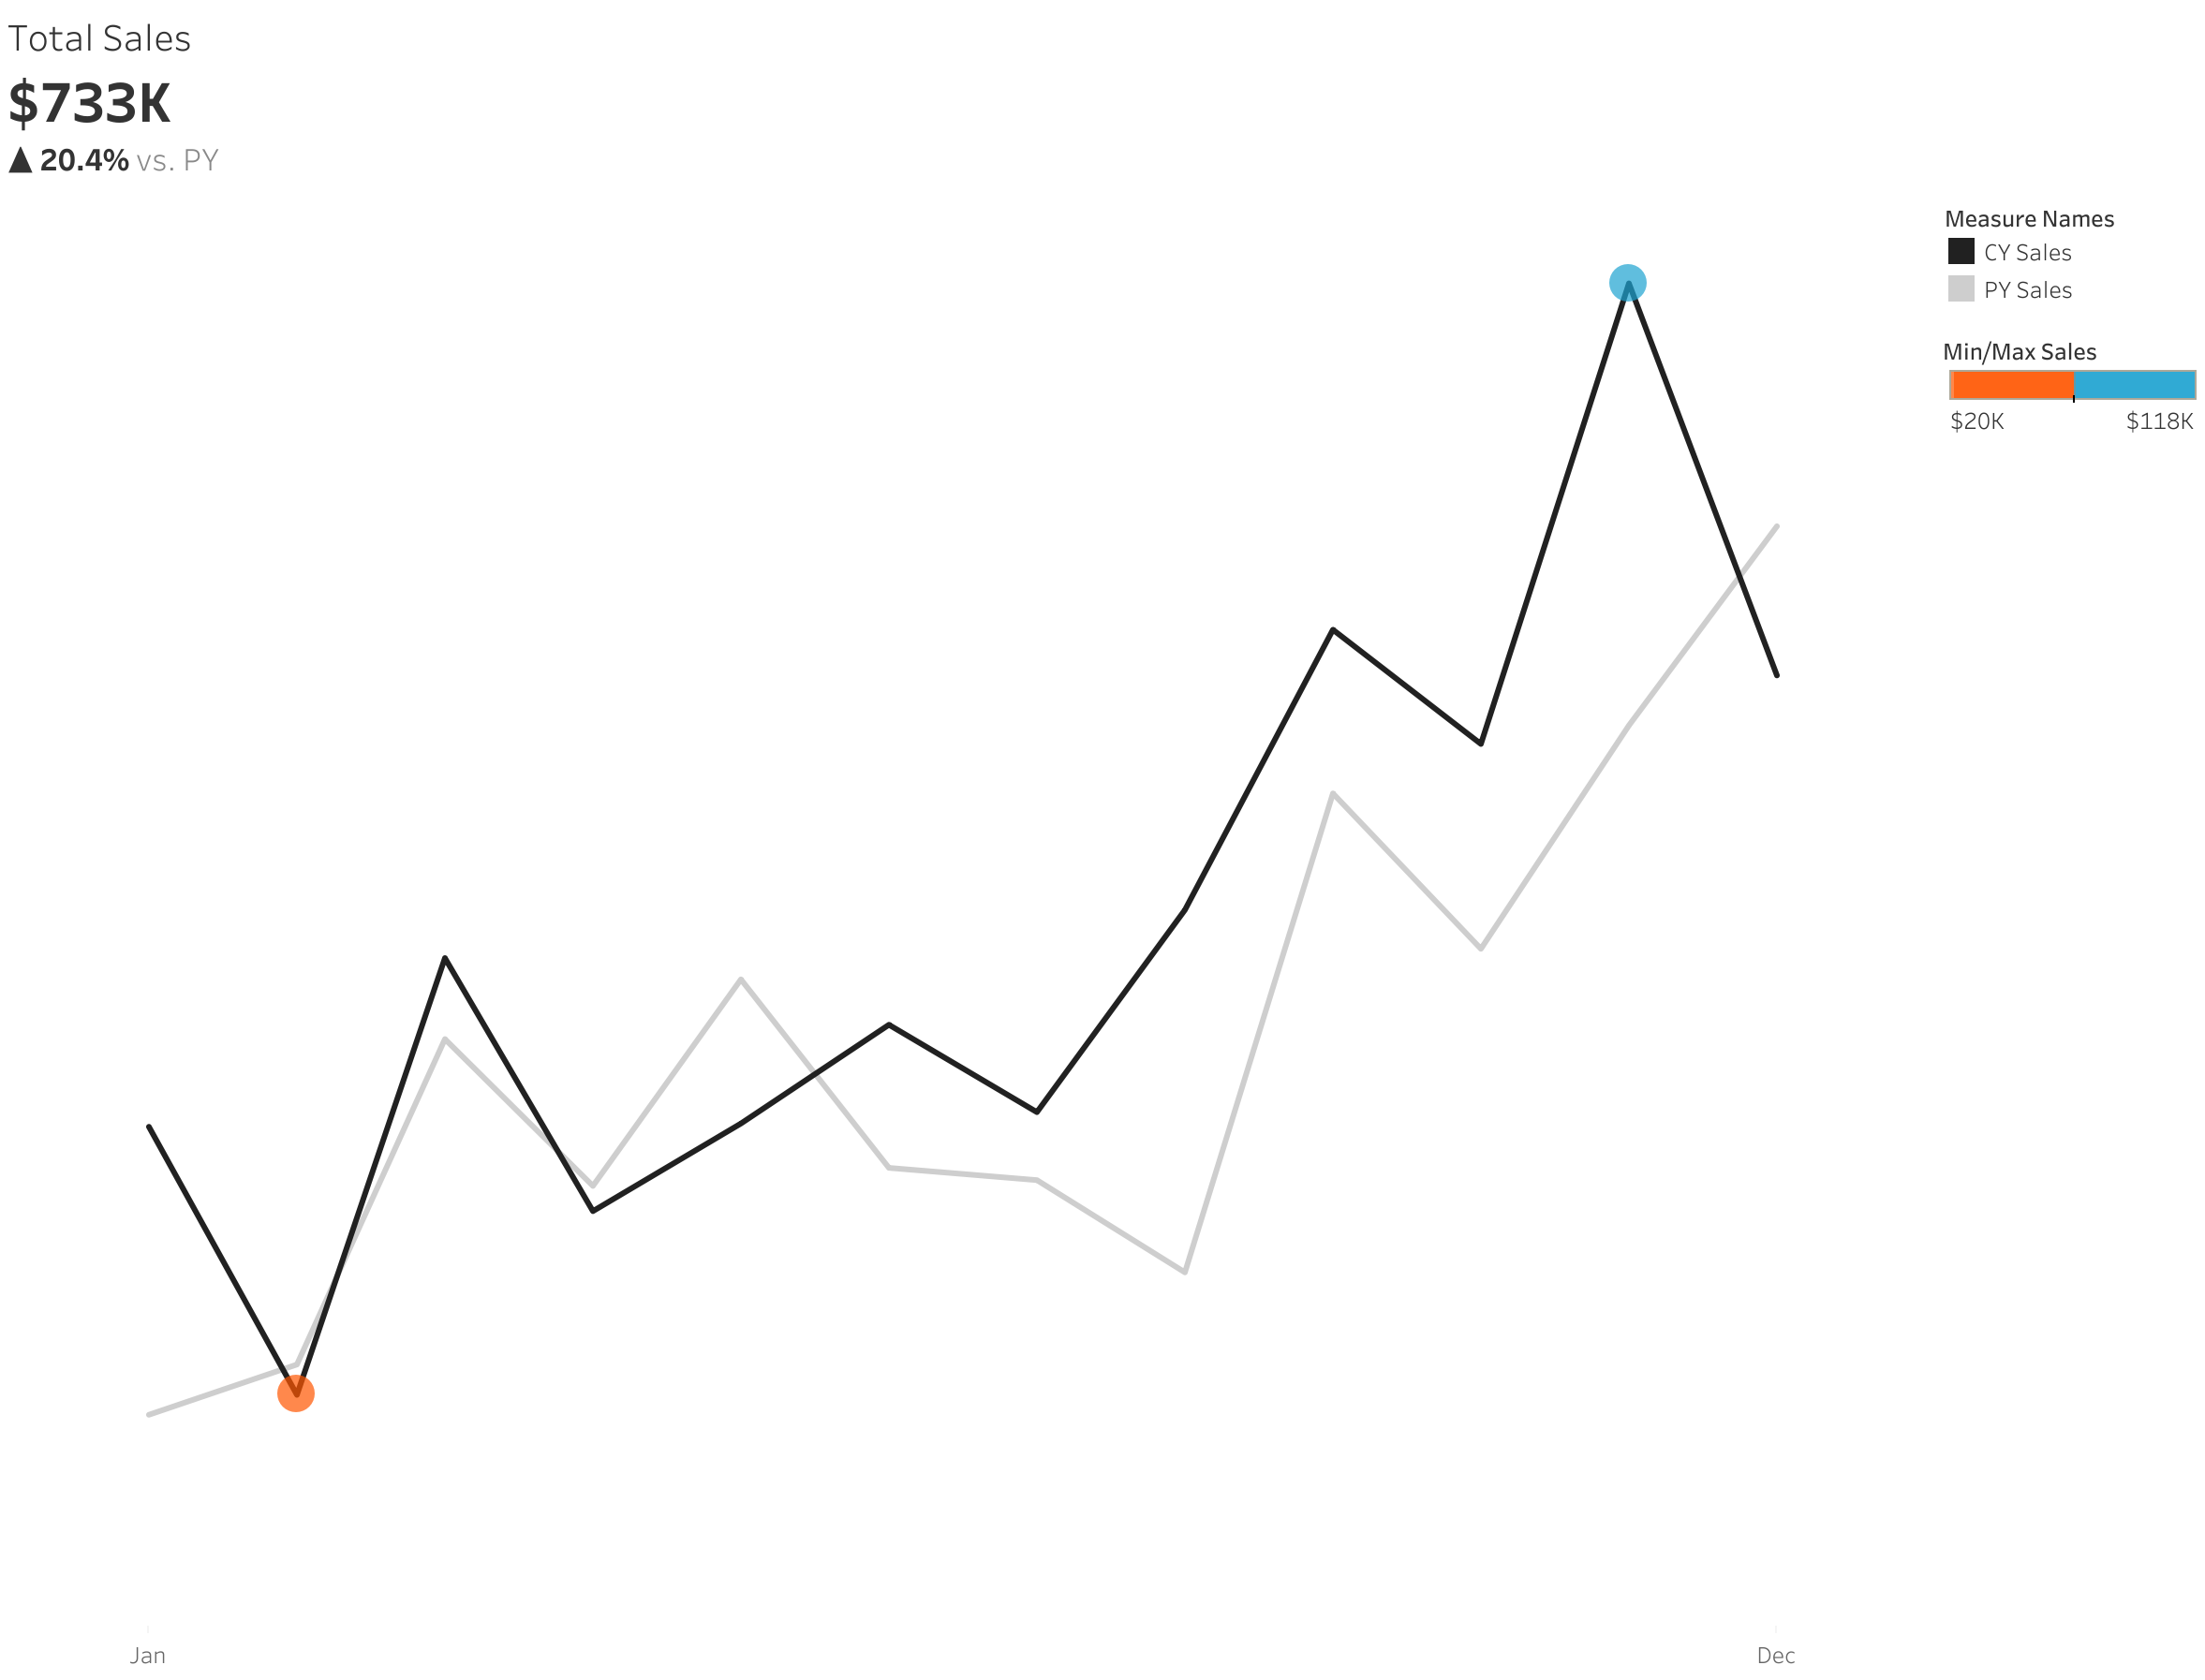 Total Sales
$733K
▲ 20.4% vs. PY
Measure Names
CY Sales
PY Sales
Min/Max Sales
$20K $118K
Jan Dec